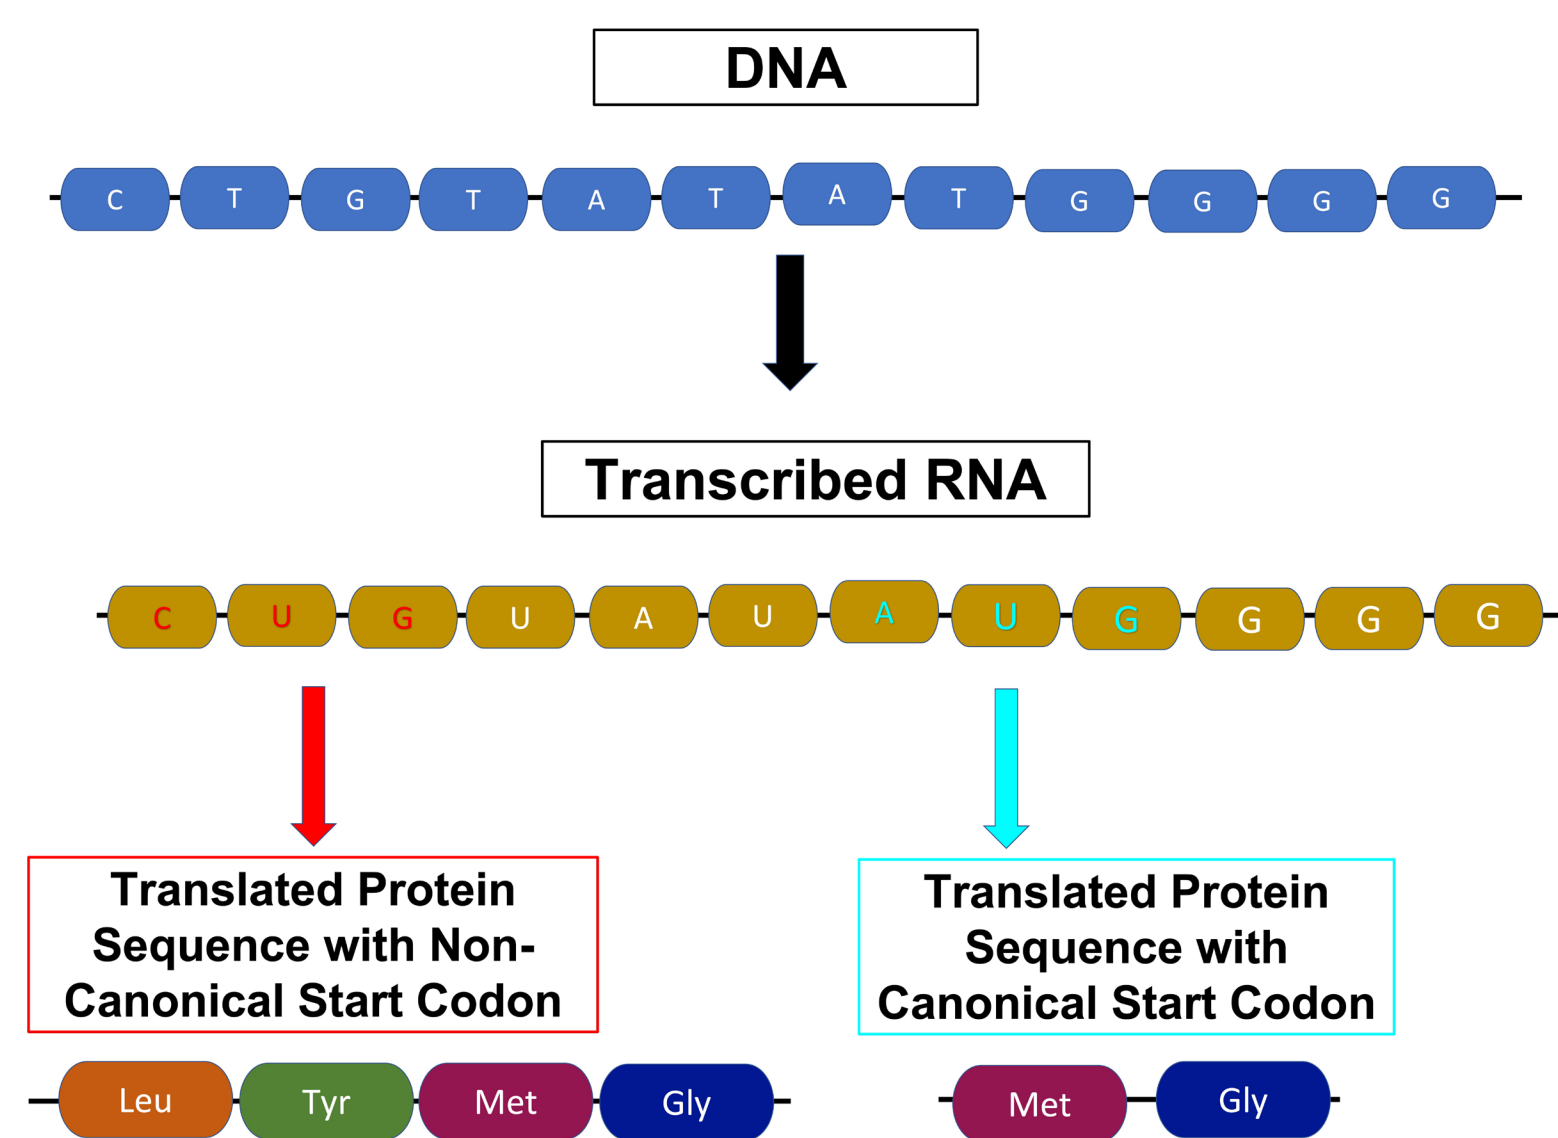 DNA
C T G T A T A T G G G G
Transcribed RNA
C U G U A U A U G G G G
Translated Protein
Sequence with Non-
Canonical Start Codon
Translated Protein
Sequence with
Canonical Start Codon
Leu Tyr Met Gly
Met Gly